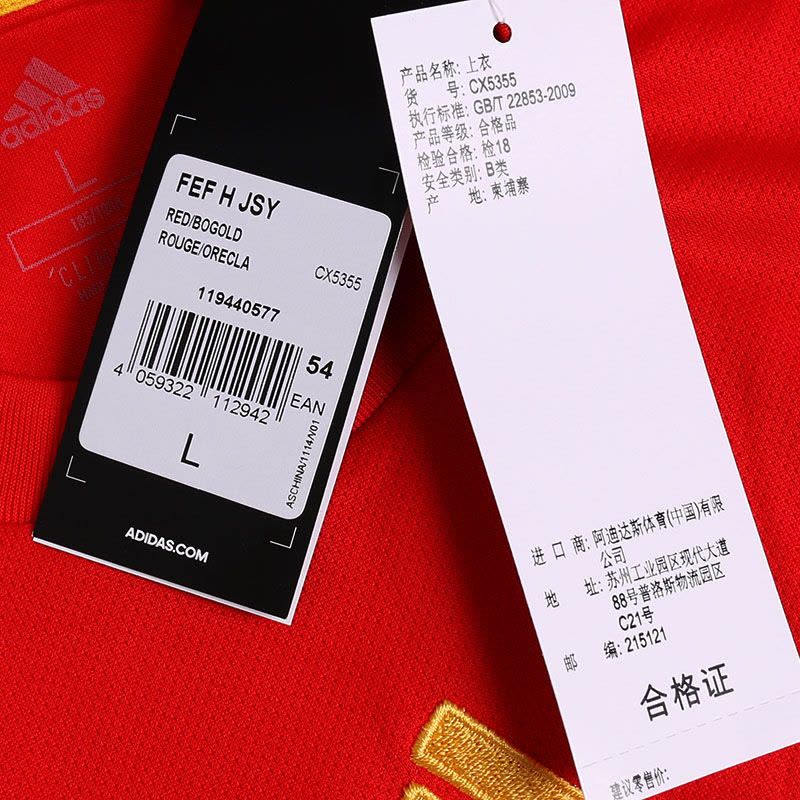 adidas
L
FEF H JSY
RED/BOGOLD
ROUGE/ORECLA
CX5355
119440577
54
4 059322 112942 EAN
L
ASCHINA/1114/V01
ADIDAS.COM
产品名称: 上衣
货 号: CX5355
执行标准: GB/T 22853-2009
产品等级: 合格品
检验合格: 检18
安全类别: B类
产 地: 柬埔寨
进 口 商: 阿迪达斯体育(中国)有限
公司
地 址: 苏州工业园区现代大道
88号普洛斯物流园区
C21号
邮 编: 215121
合格证
建议零售价: